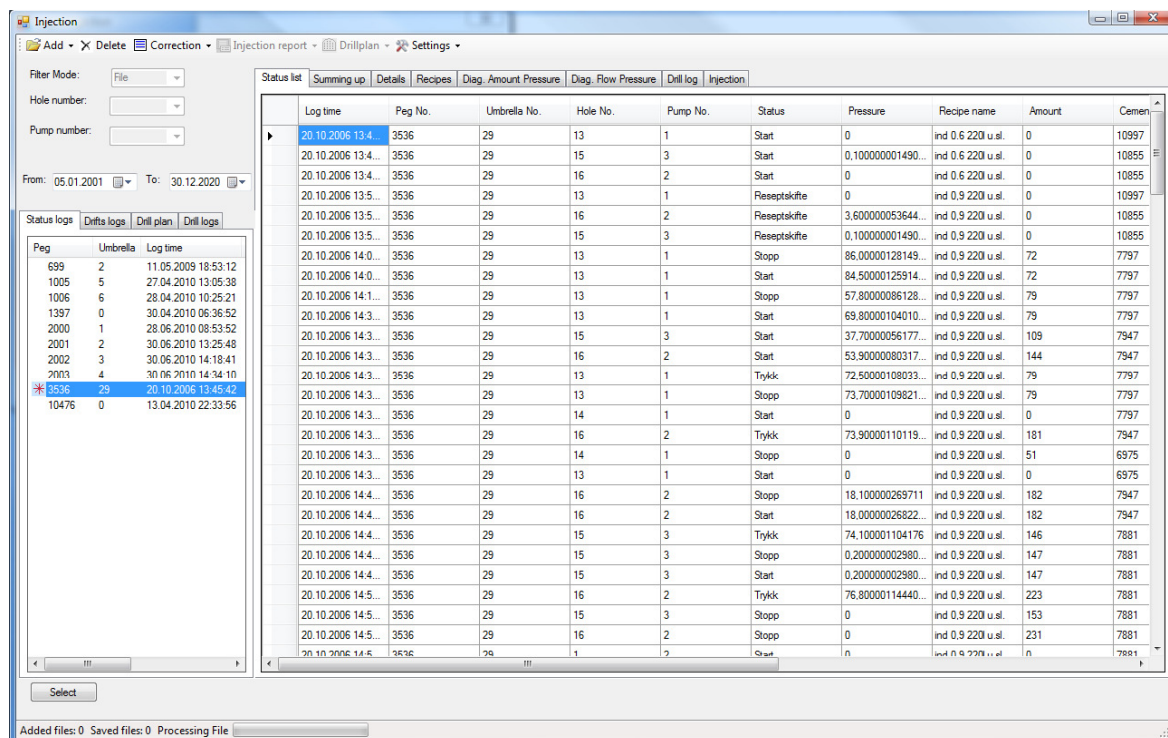 Injection
Add Delete Correction Injection report Drillplan Settings
Filter Mode: File
Hole number:
Pump number:
From: 05.01.2001 To: 30.12.2020
Status logs Drifts logs Drill plan Drill logs
Peg Umbrella Log time
699 2 11.05.2009 18:53:12
1005 5 27.04.2010 13:05:38
1006 6 28.04.2010 10:25:21
1397 0 30.04.2010 06:36:52
2000 1 28.06.2010 08:53:52
2001 2 30.06.2010 13:25:48
2002 3 30.06.2010 14:18:41
2003 4 30.06.2010 14:34:10
3536 29 20.10.2006 13:45:42
10476 0 13.04.2010 22:33:56
Select
Status list Summing up Details Recipes Diag. Amount Pressure Diag. Flow Pressure Drill log Injection
Log time Peg No. Umbrella No. Hole No. Pump No. Status Pressure Recipe name Amount Cemen
20.10.2006 13:4... 3536 29 13 1 Start 0 ind 0.6 220l u.sl. 0 10997
20.10.2006 13:4... 3536 29 15 3 Start 0,100000001490... ind 0.6 220l u.sl. 0 10855
20.10.2006 13:4... 3536 29 16 2 Start 0 ind 0.6 220l u.sl. 0 10855
20.10.2006 13:5... 3536 29 13 1 Reseptskifte 0 ind 0,9 220l u.sl. 0 10997
20.10.2006 13:5... 3536 29 16 2 Reseptskifte 3,600000053644... ind 0,9 220l u.sl. 0 10855
20.10.2006 13:5... 3536 29 15 3 Reseptskifte 0,100000001490... ind 0,9 220l u.sl. 0 10855
20.10.2006 14:0... 3536 29 13 1 Stopp 86,00000128149... ind 0,9 220l u.sl. 72 7797
20.10.2006 14:0... 3536 29 13 1 Start 84,50000125914... ind 0,9 220l u.sl. 72 7797
20.10.2006 14:1... 3536 29 13 1 Stopp 57,80000086128... ind 0,9 220l u.sl. 79 7797
20.10.2006 14:3... 3536 29 13 1 Start 69,80000104010... ind 0,9 220l u.sl. 79 7797
20.10.2006 14:3... 3536 29 15 3 Start 37,70000056177... ind 0,9 220l u.sl. 109 7947
20.10.2006 14:3... 3536 29 16 2 Start 53,90000080317... ind 0,9 220l u.sl. 144 7947
20.10.2006 14:3... 3536 29 13 1 Trykk 72,50000108033... ind 0,9 220l u.sl. 79 7797
20.10.2006 14:3... 3536 29 13 1 Stopp 73,70000109821... ind 0,9 220l u.sl. 79 7797
20.10.2006 14:3... 3536 29 14 1 Start 0 ind 0,9 220l u.sl. 0 7797
20.10.2006 14:3... 3536 29 16 2 Trykk 73,90000110119... ind 0,9 220l u.sl. 181 7947
20.10.2006 14:3... 3536 29 14 1 Stopp 0 ind 0,9 220l u.sl. 51 6975
20.10.2006 14:3... 3536 29 13 1 Start 0 ind 0,9 220l u.sl. 0 6975
20.10.2006 14:4... 3536 29 16 2 Stopp 18,100000269711 ind 0,9 220l u.sl. 182 7947
20.10.2006 14:4... 3536 29 16 2 Start 18,00000026822... ind 0,9 220l u.sl. 182 7947
20.10.2006 14:4... 3536 29 15 3 Trykk 74,100001104176 ind 0,9 220l u.sl. 146 7881
20.10.2006 14:4... 3536 29 15 3 Stopp 0,200000002980... ind 0,9 220l u.sl. 147 7881
20.10.2006 14:4... 3536 29 15 3 Start 0,200000002980... ind 0,9 220l u.sl. 147 7881
20.10.2006 14:5... 3536 29 16 2 Trykk 76,80000114440... ind 0,9 220l u.sl. 223 7881
20.10.2006 14:5... 3536 29 15 3 Stopp 0 ind 0,9 220l u.sl. 153 7881
20.10.2006 14:5... 3536 29 16 2 Stopp 0 ind 0,9 220l u.sl. 231 7881
20.10.2006 14:5... 3536 29 1 2 Start 0 ind 0,9 220l u.sl. 0 7881
Added files: 0 Saved files: 0 Processing File